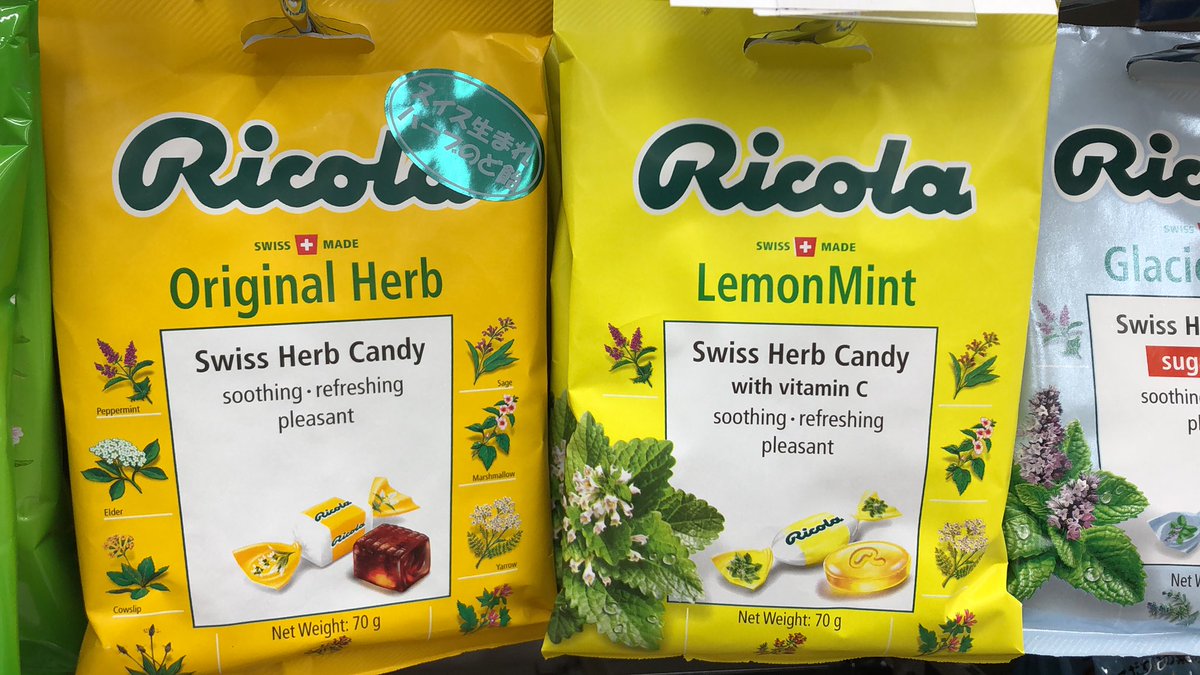 Ricola
スイス生まれ
ハーブのど飴
SWISS MADE
Original Herb
Swiss Herb Candy
soothing · refreshing
pleasant
Peppermint
Elder
Cowslip
Sage
Marshmallow
Yarrow
Ricola
Ricola
Net Weight: 70 g
Ricola
SWISS MADE
LemonMint
Swiss Herb Candy
with vitamin C
soothing · refreshing
pleasant
Ricola
Net Weight: 70 g
Ric
SWISS
Glaci
Swiss H
sug
soothin
pl
Net W